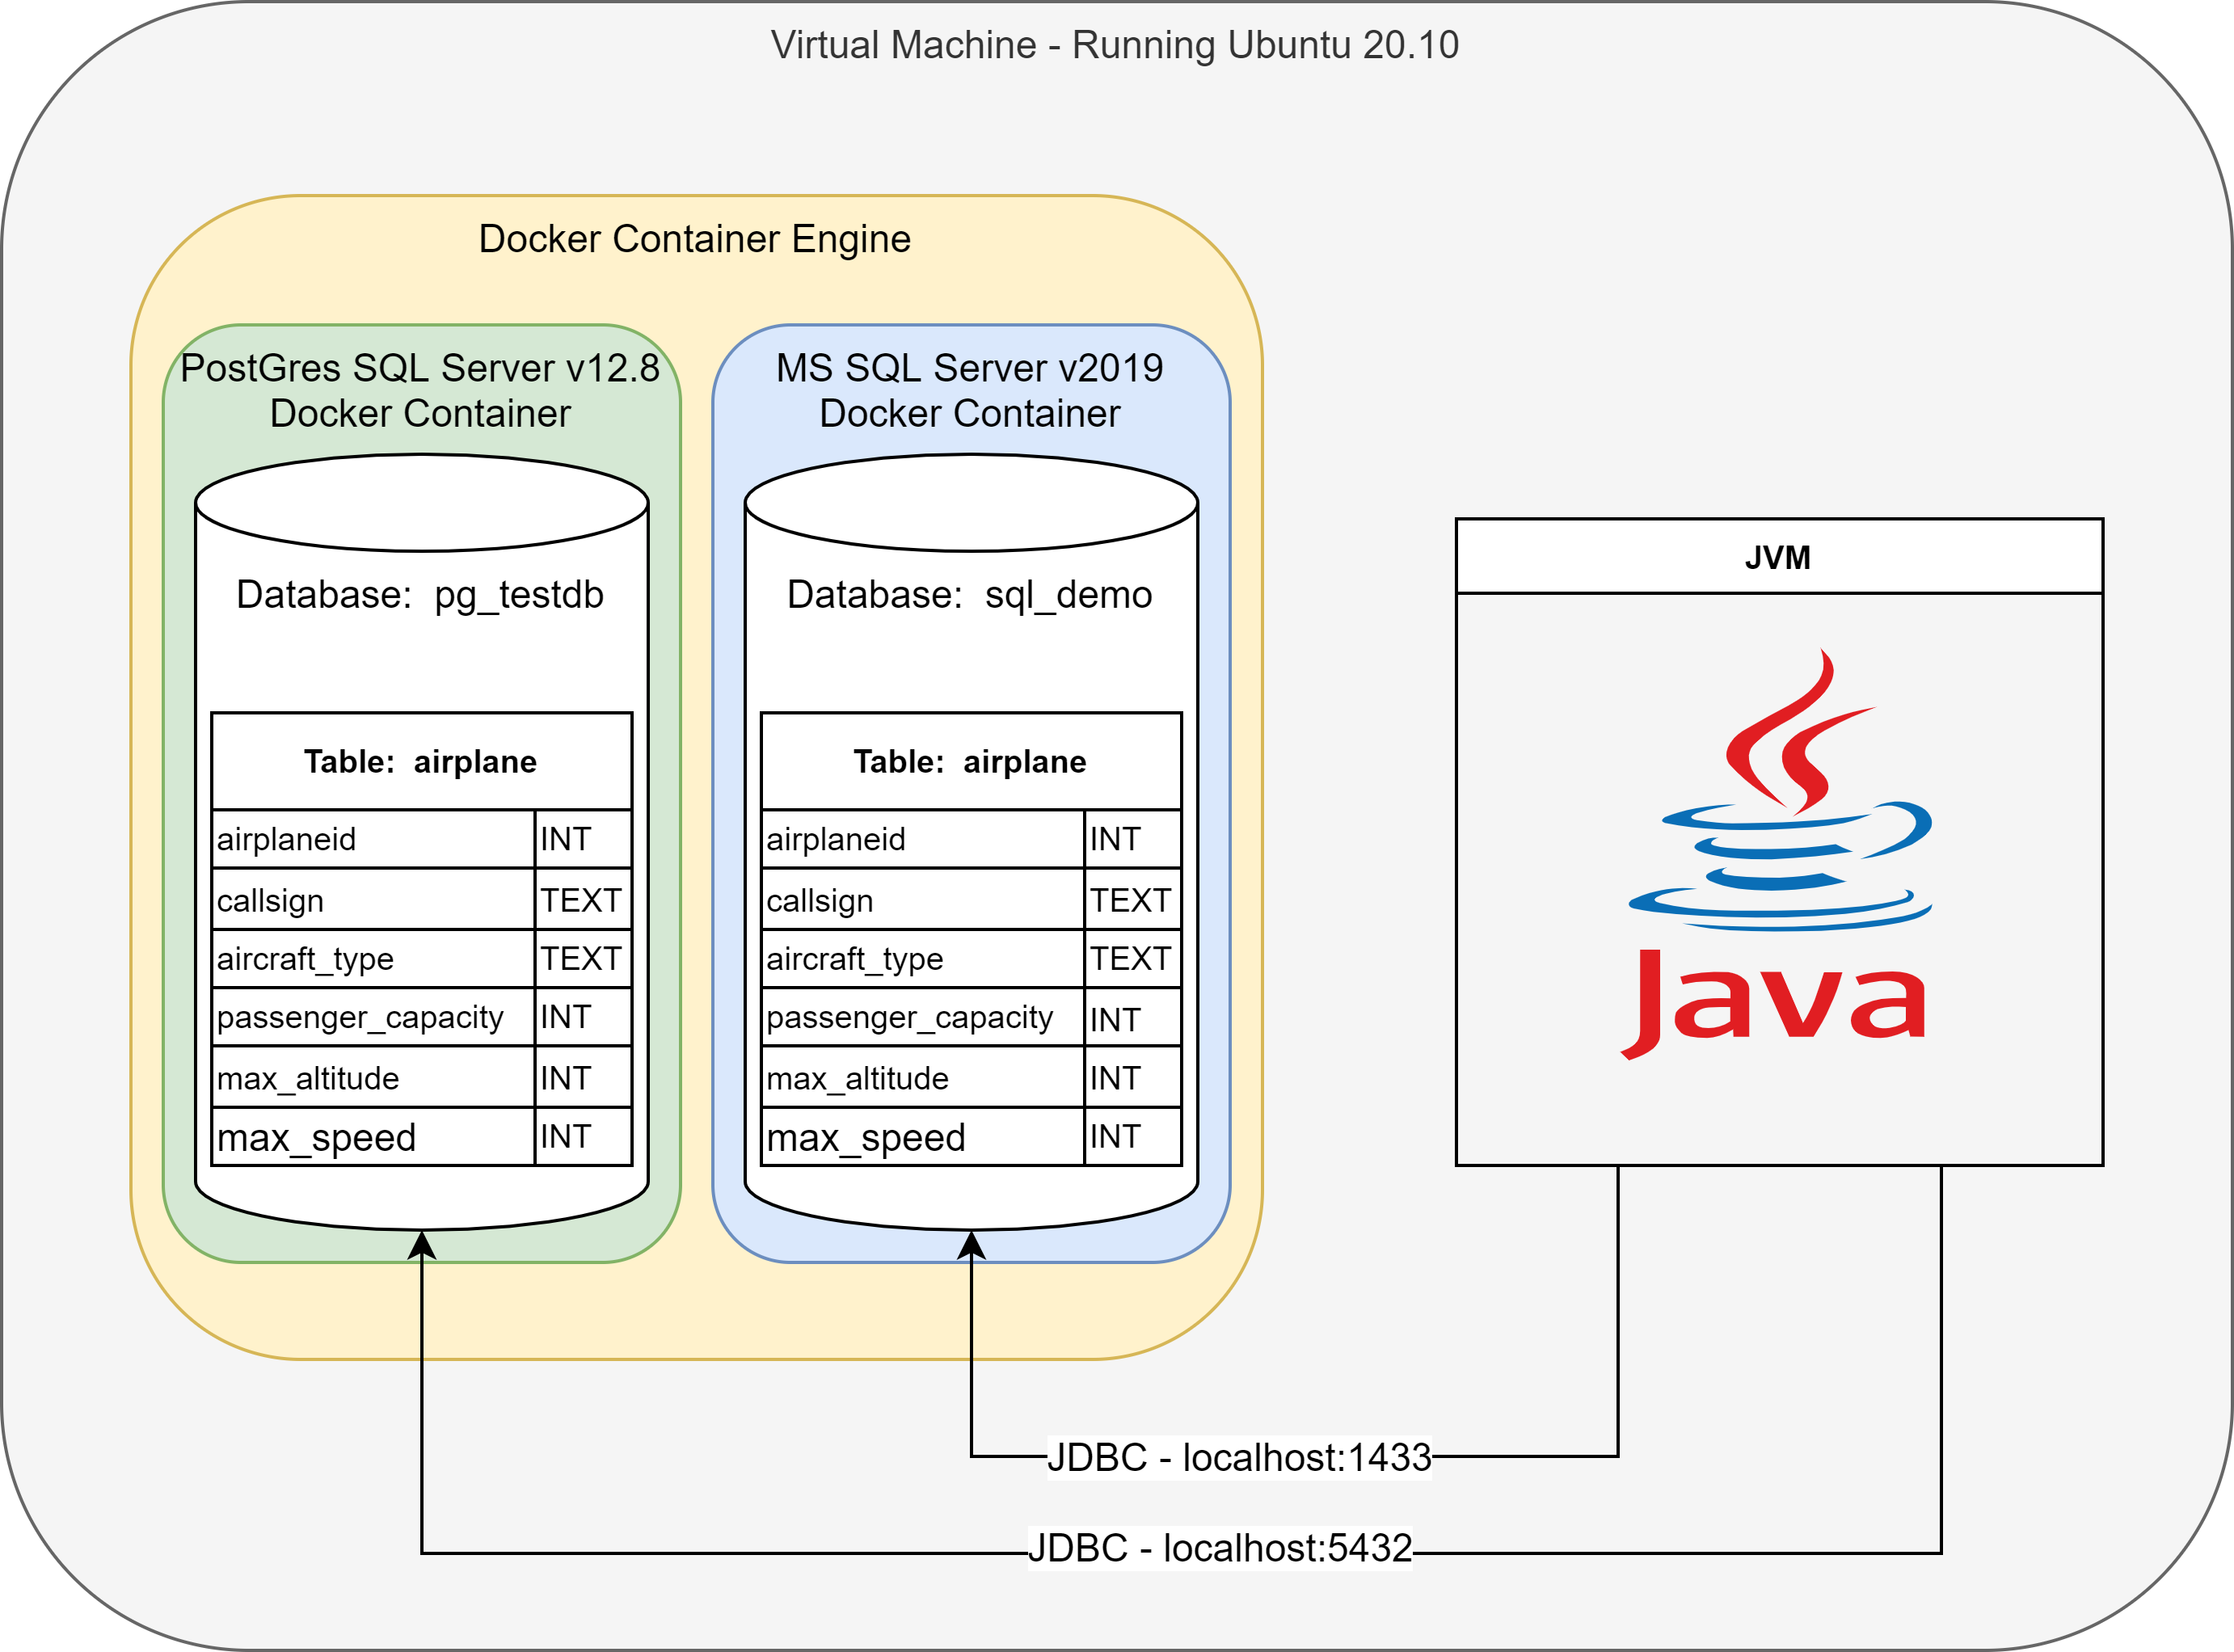 Virtual Machine - Running Ubuntu 20.10
Docker Container Engine
PostGres SQL Server v12.8
Docker Container
Database:  pg_testdb
Table:  airplane
airplaneid INT
callsign TEXT
aircraft_type TEXT
passenger_capacity INT
max_altitude INT
max_speed INT
MS SQL Server v2019
Docker Container
Database:  sql_demo
Table:  airplane
airplaneid INT
callsign TEXT
aircraft_type TEXT
passenger_capacity INT
max_altitude INT
max_speed INT
JVM
Java
JDBC - localhost:1433
JDBC - localhost:5432